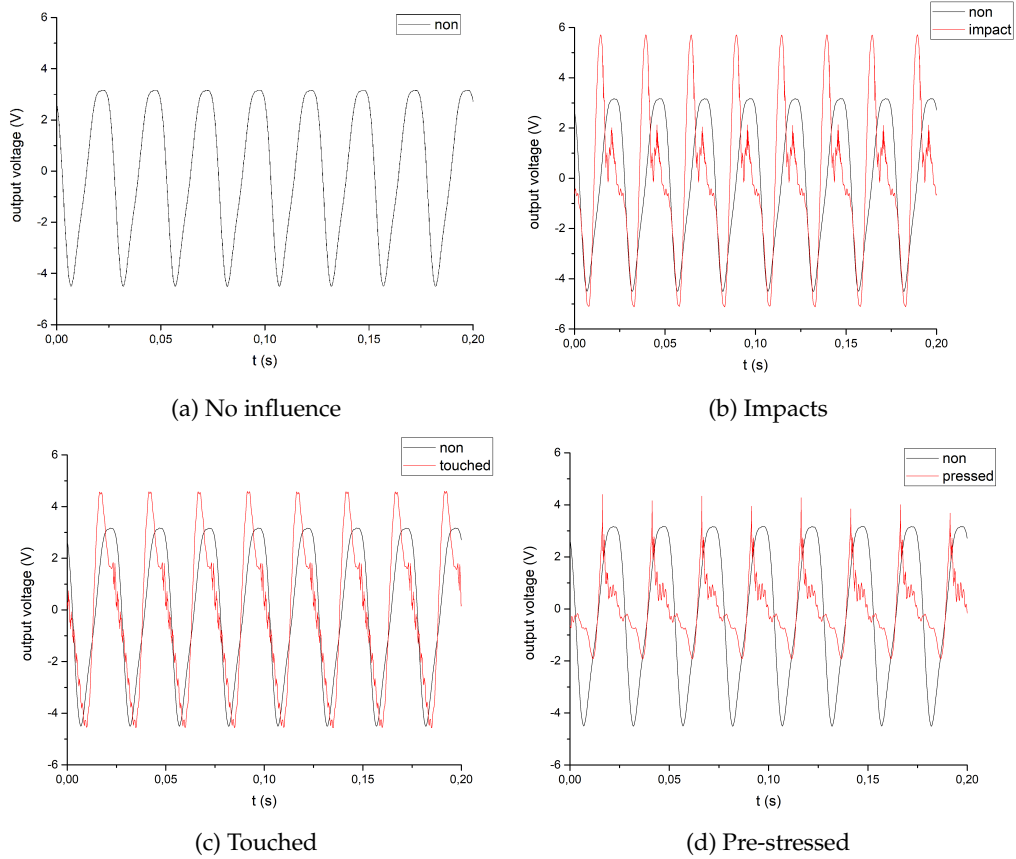 non
output voltage (V)
6
4
2
0
-2
-4
-6
0,00 0,05 0,10 0,15 0,20
t (s)
(a) No influence
non
impact
output voltage (V)
6
4
2
0
-2
-4
-6
0,00 0,05 0,10 0,15 0,20
t (s)
(b) Impacts
non
touched
output voltage (V)
6
4
2
0
-2
-4
-6
0,00 0,05 0,10 0,15 0,20
t (s)
(c) Touched
non
pressed
output voltage (V)
6
4
2
0
-2
-4
-6
0,00 0,05 0,10 0,15 0,20
t (s)
(d) Pre-stressed